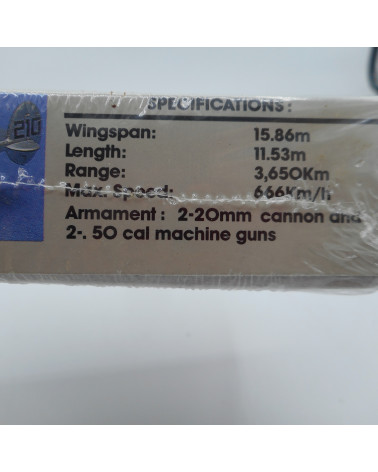 SPECIFICATIONS:
210
Wingspan: 15.86m
Length: 11.53m
Range: 3,650Km
Max. Speed: 666Km/h
Armament: 2-20mm cannon and
2-. 50 cal machine guns